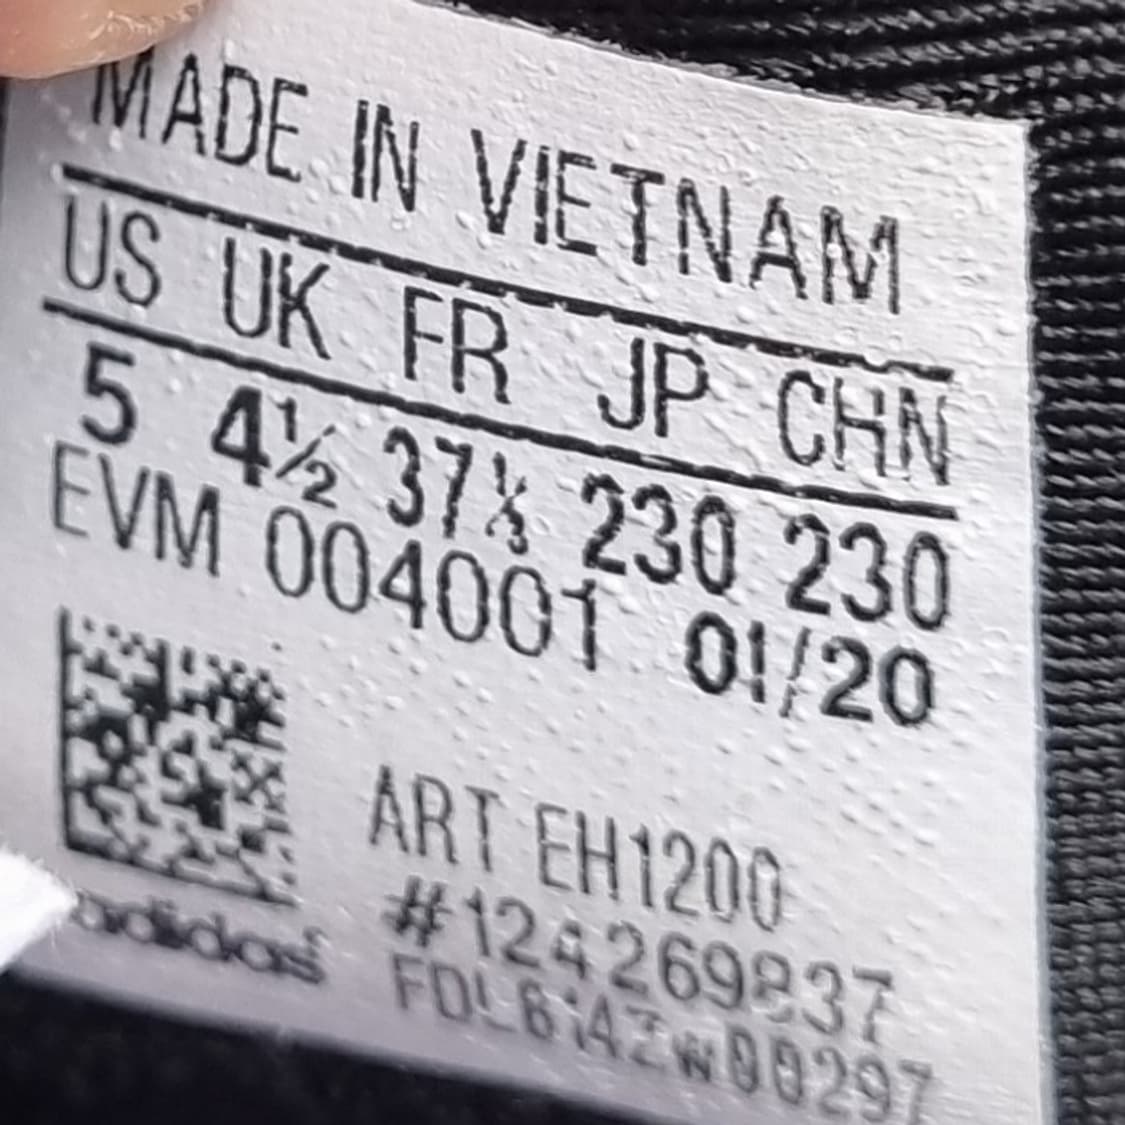 MADE IN VIETNAM
US UK FR JP CHN
5 4½ 37⅓ 230 230
EVM 004001 01/20
ART EH1200
#124269837
adidas